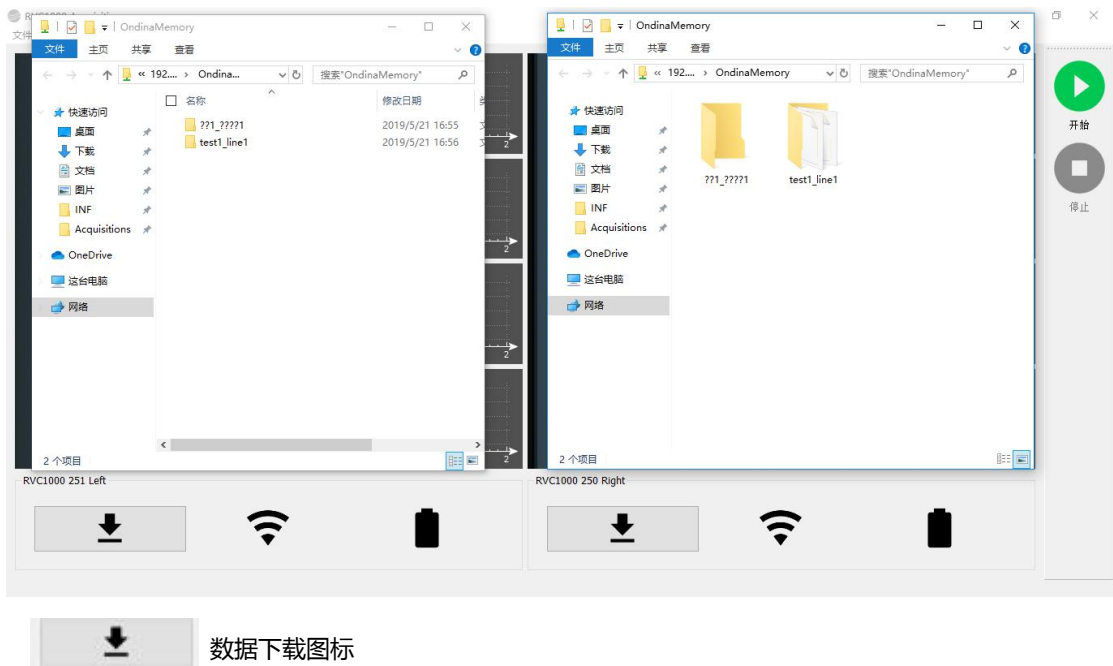 OndinaMemory
文件 主页 共享 查看
« 192.... › Ondina...
搜索"OndinaMemory"
名称 修改日期
快速访问
桌面
下载
文档
图片
INF
Acquisitions
OneDrive
这台电脑
网络
??1_????1 2019/5/21 16:55
test1_line1 2019/5/21 16:56
2 个项目
2
2
2
2
OndinaMemory
文件 主页 共享 查看
« 192.... › OndinaMemory
搜索"OndinaMemory"
快速访问
桌面
下载
文档
图片
INF
Acquisitions
OneDrive
这台电脑
网络
??1_????1 test1_line1
2 个项目
开始
停止
RVC1000 251 Left
RVC1000 250 Right
数据下载图标